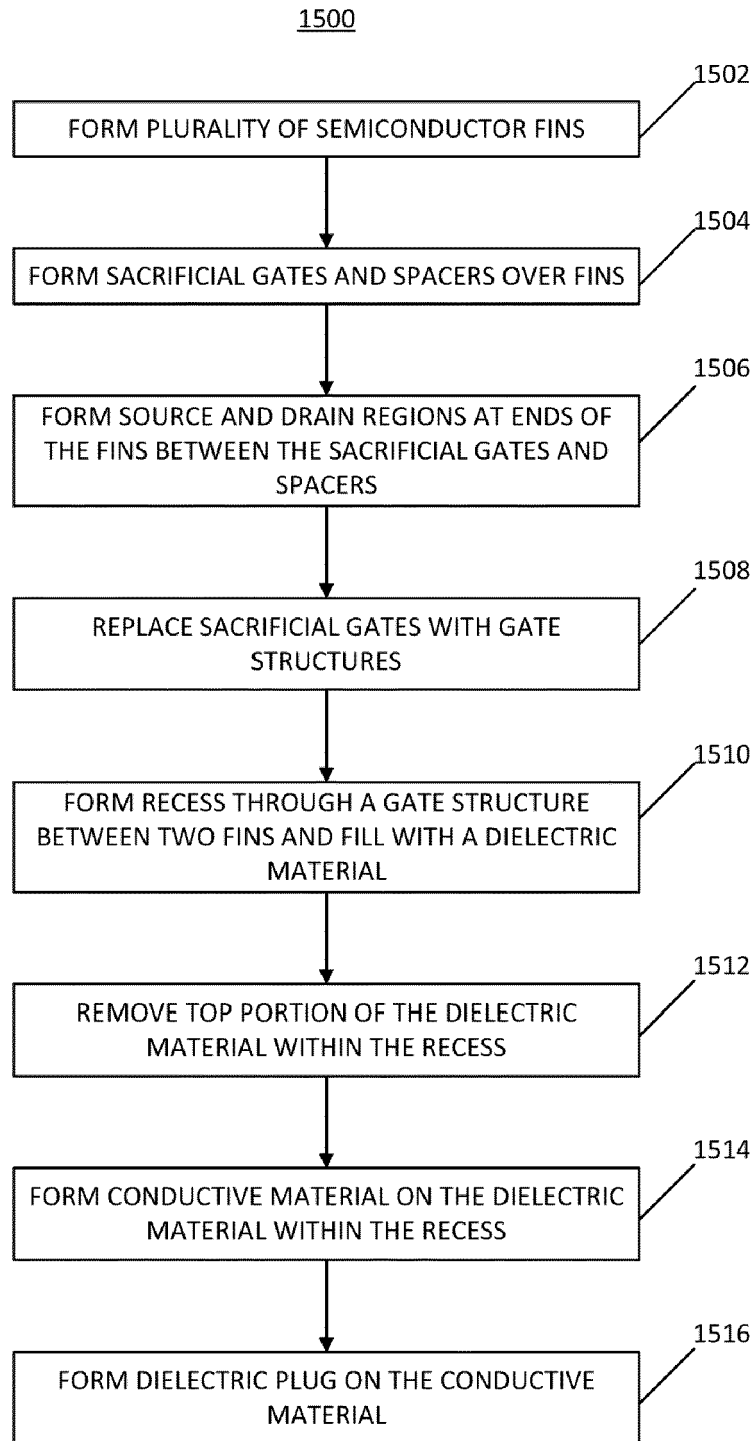 1500
1502
FORM PLURALITY OF SEMICONDUCTOR FINS
1504
FORM SACRIFICIAL GATES AND SPACERS OVER FINS
1506
FORM SOURCE AND DRAIN REGIONS AT ENDS OF
THE FINS BETWEEN THE SACRIFICIAL GATES AND
SPACERS
1508
REPLACE SACRIFICIAL GATES WITH GATE
STRUCTURES
1510
FORM RECESS THROUGH A GATE STRUCTURE
BETWEEN TWO FINS AND FILL WITH A DIELECTRIC
MATERIAL
1512
REMOVE TOP PORTION OF THE DIELECTRIC
MATERIAL WITHIN THE RECESS
1514
FORM CONDUCTIVE MATERIAL ON THE DIELECTRIC
MATERIAL WITHIN THE RECESS
1516
FORM DIELECTRIC PLUG ON THE CONDUCTIVE
MATERIAL